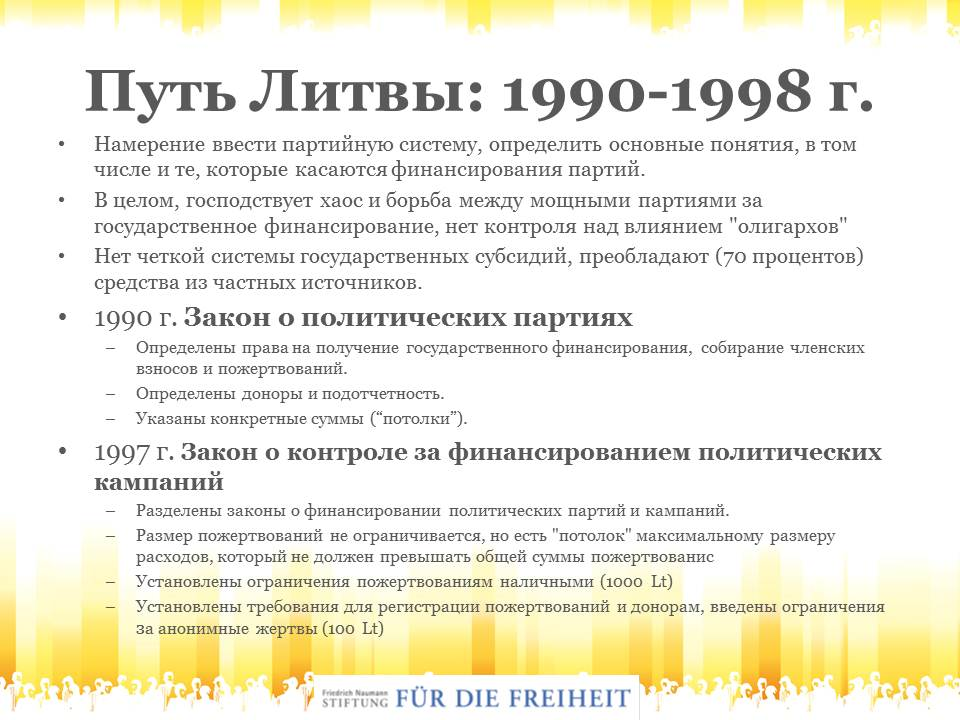 Путь Литвы: 1990-1998 г.
• Намерение ввести партийную систему, определить основные понятия, в том
числе и те, которые касаются финансирования партий.
• В целом, господствует хаос и борьба между мощными партиями за
государственное финансирование, нет контроля над влиянием "олигархов"
• Нет четкой системы государственных субсидий, преобладают (70 процентов)
средства из частных источников.
• 1990 г. Закон о политических партиях
– Определены права на получение государственного финансирования, собирание членских
взносов и пожертвований.
– Определены доноры и подотчетность.
– Указаны конкретные суммы (“потолки”).
• 1997 г. Закон о контроле за финансированием политических
кампаний
– Разделены законы о финансировании политических партий и кампаний.
– Размер пожертвований не ограничивается, но есть "потолок" максимальному размеру
расходов, который не должен превышать общей суммы пожертвованис
– Установлены ограничения пожертвованиям наличными (1000 Lt)
– Установлены требования для регистрации пожертвований и донорам, введены ограничения
за анонимные жертвы (100 Lt)
Friedrich Naumann
STIFTUNG FÜR DIE FREIHEIT